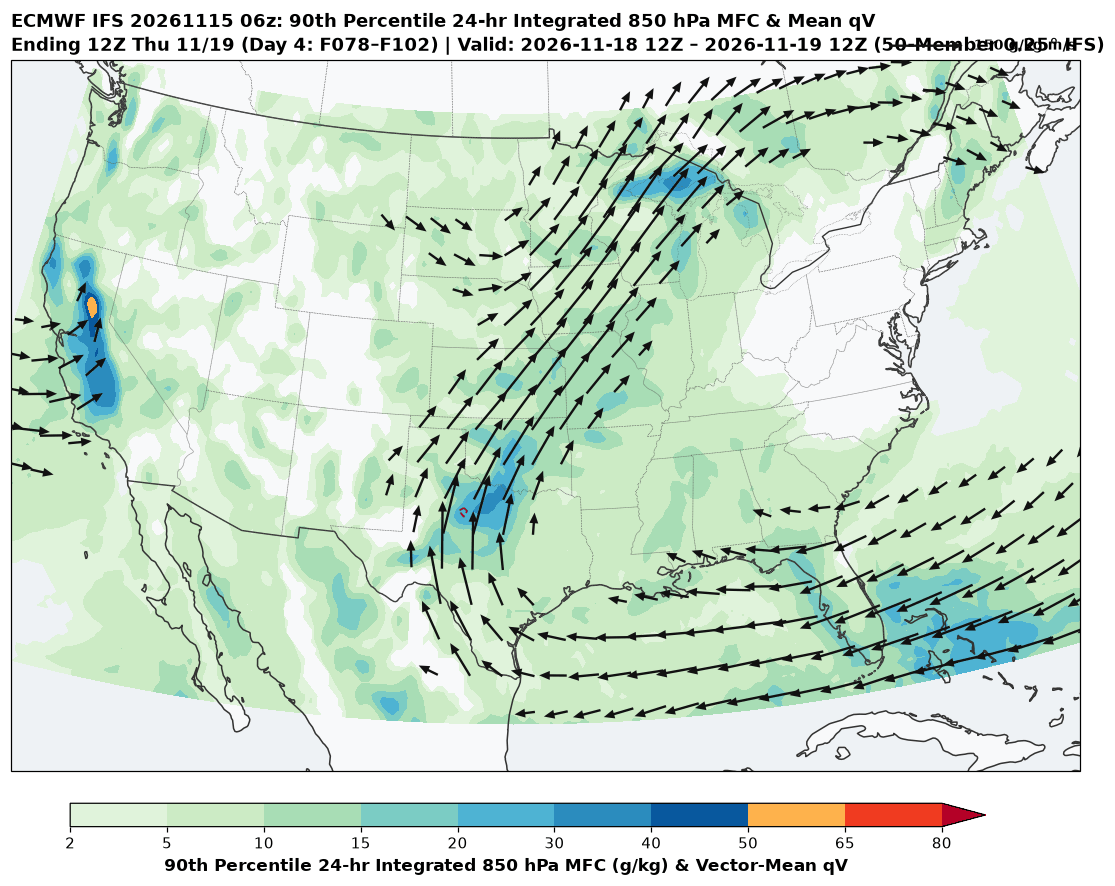 ECMWF IFS 20261115 06z: 90th Percentile 24-hr Integrated 850 hPa MFC & Mean qV
Ending 12Z Thu 11/19 (Day 4: F078–F102) | Valid: 2026-11-18 12Z – 2026-11-19 12Z (50-Member 0.25° IFS)
2 5 10 15 20 30 40 50 65 80
90th Percentile 24-hr Integrated 850 hPa MFC (g/kg) & Vector-Mean qV